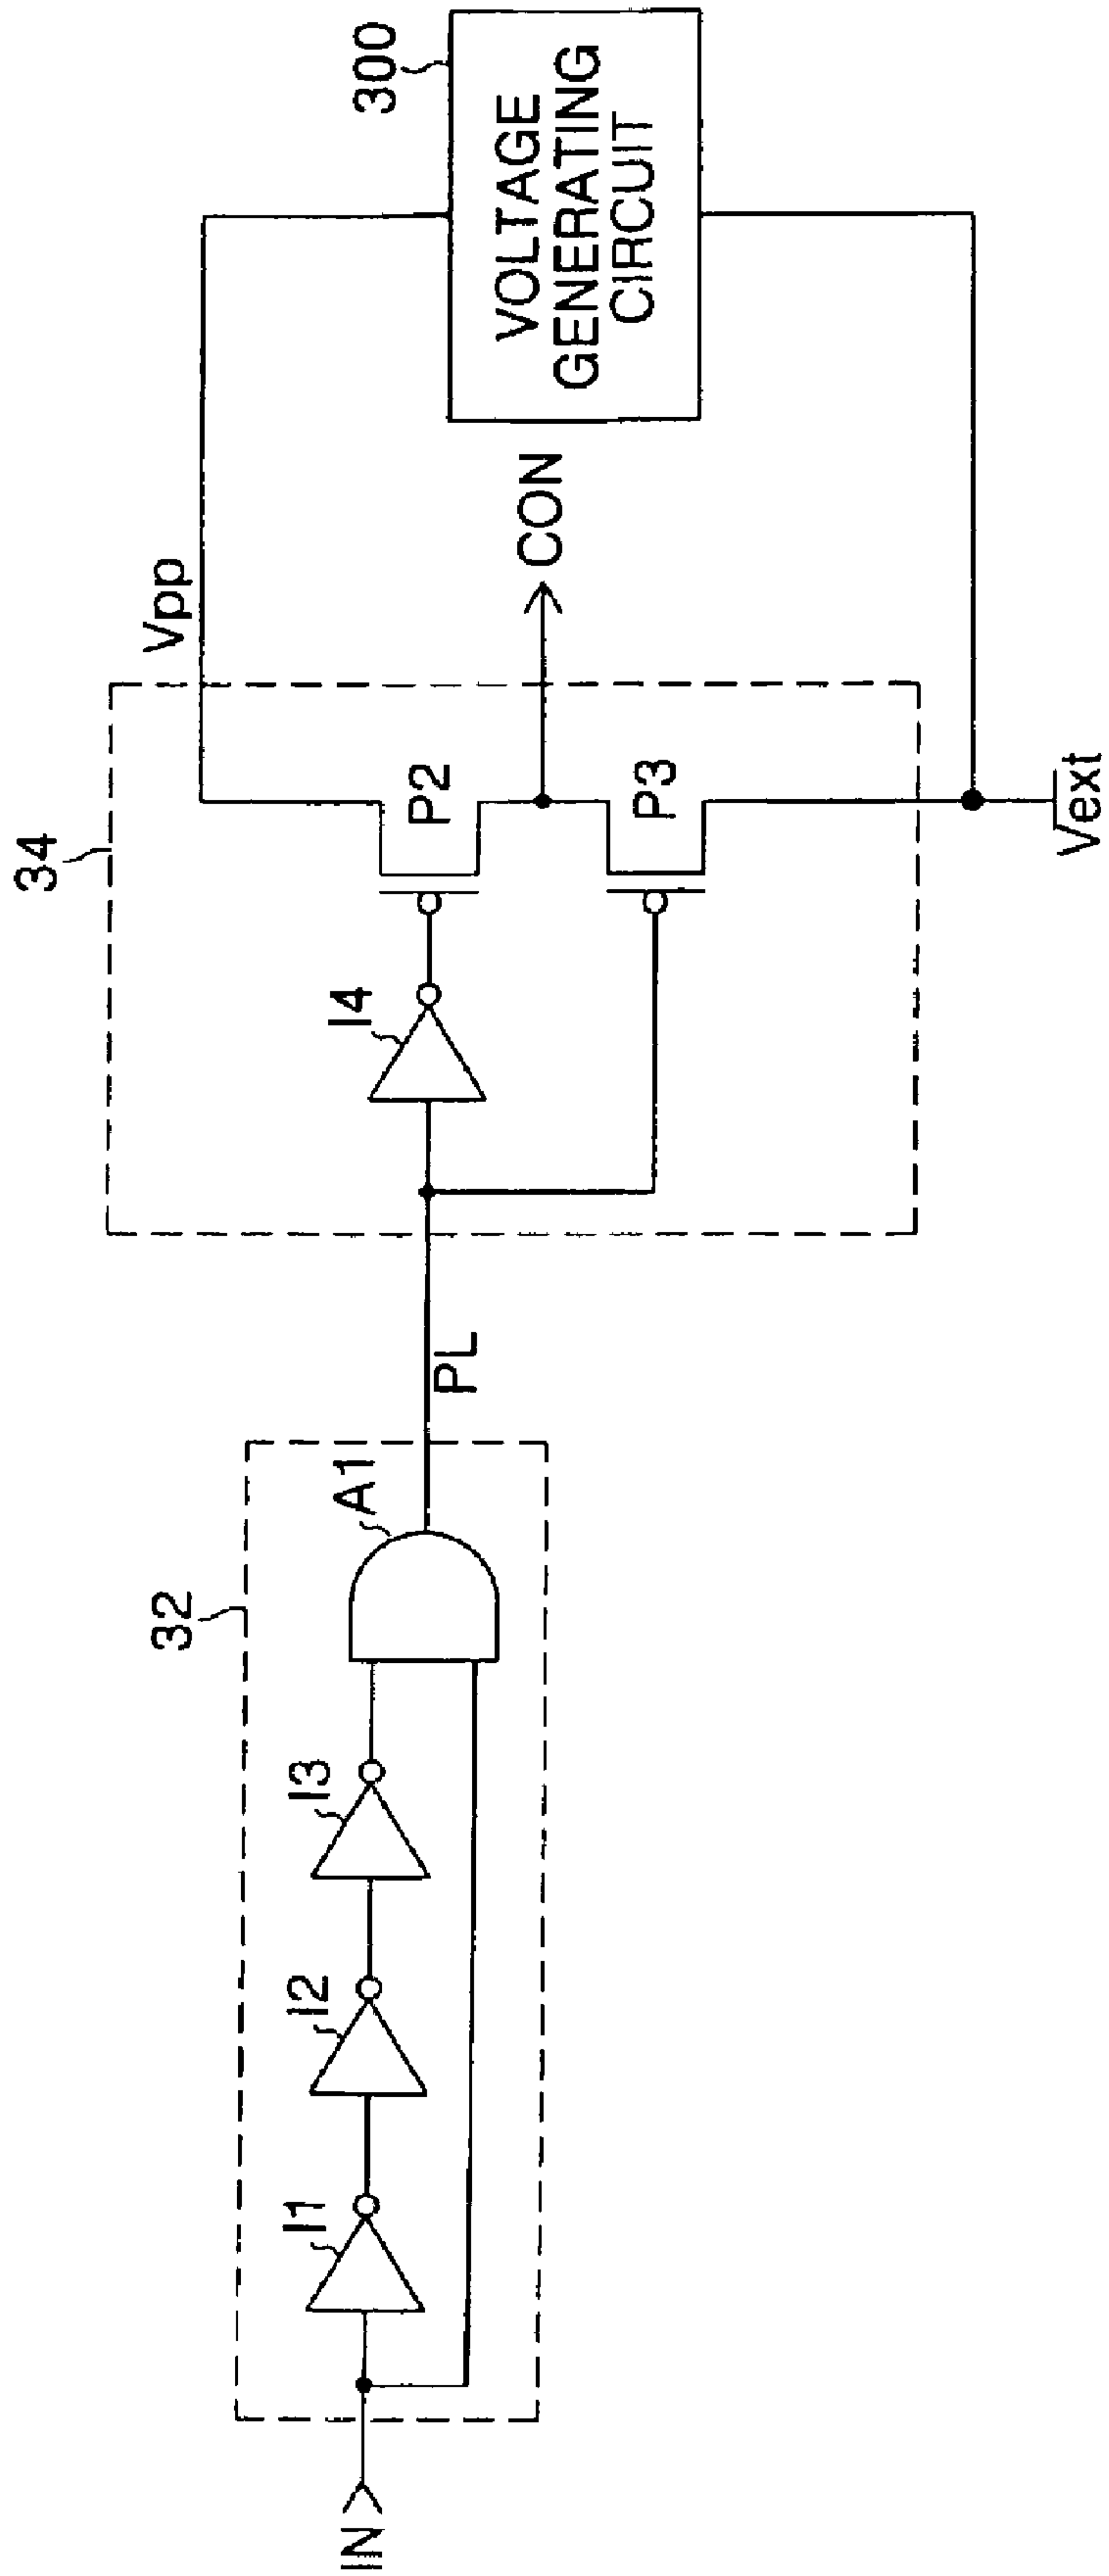 IN
32
I1
I2
I3
A1
PL
34
I4
P2
P3
Vpp
CON
Vext
300
VOLTAGE
GENERATING
CIRCUIT